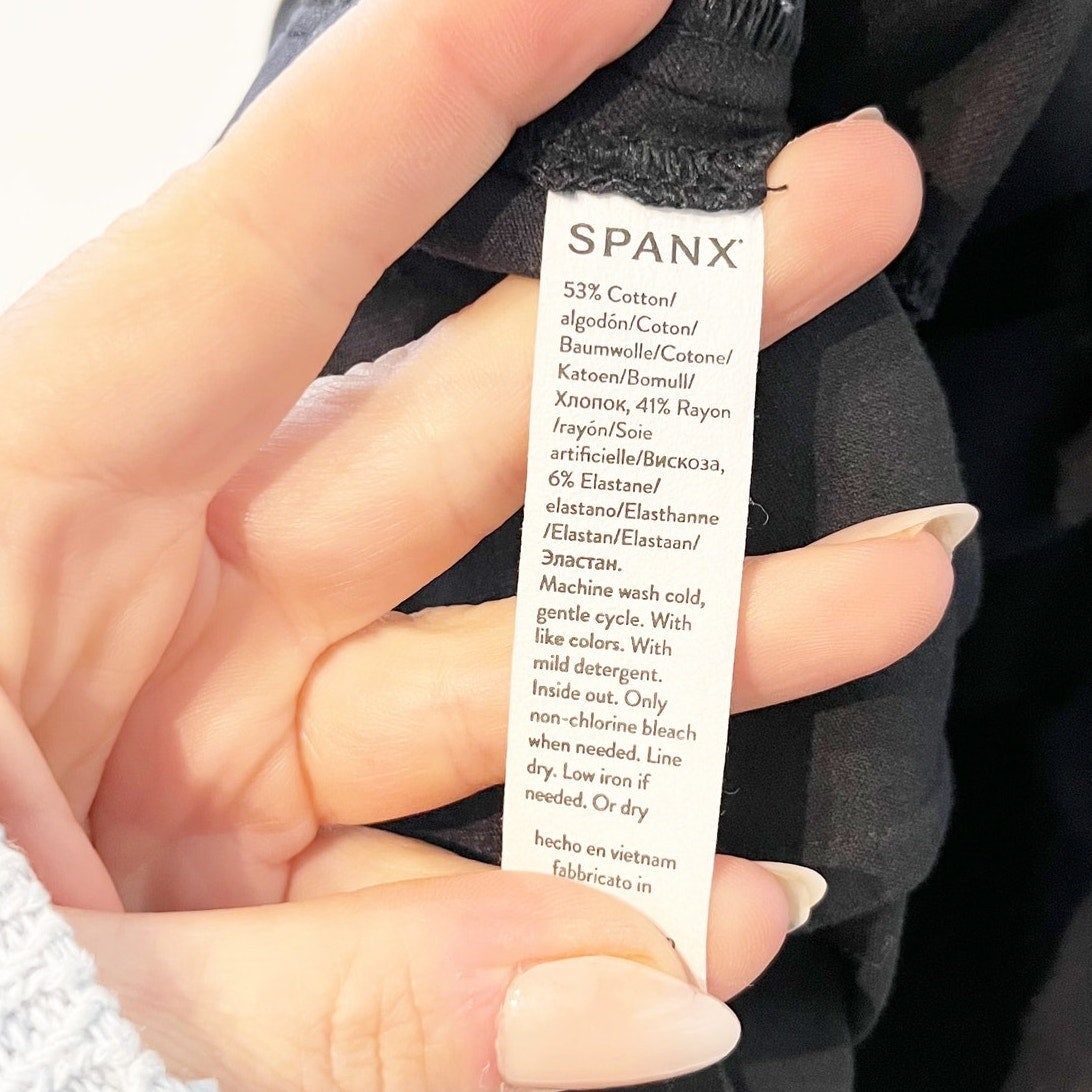 SPANX
53% Cotton/
algodón/Coton/
Baumwolle/Cotone/
Katoen/Bomull/
Хлопок, 41% Rayon
/rayón/Soie
artificielle/Вискоза,
6% Elastane/
elastano/Elasthanne
/Elastan/Elastaan/
Эластан.
Machine wash cold,
gentle cycle. With
like colors. With
mild detergent.
Inside out. Only
non-chlorine bleach
when needed. Line
dry. Low iron if
needed. Or dry
hecho en vietnam
fabbricato in